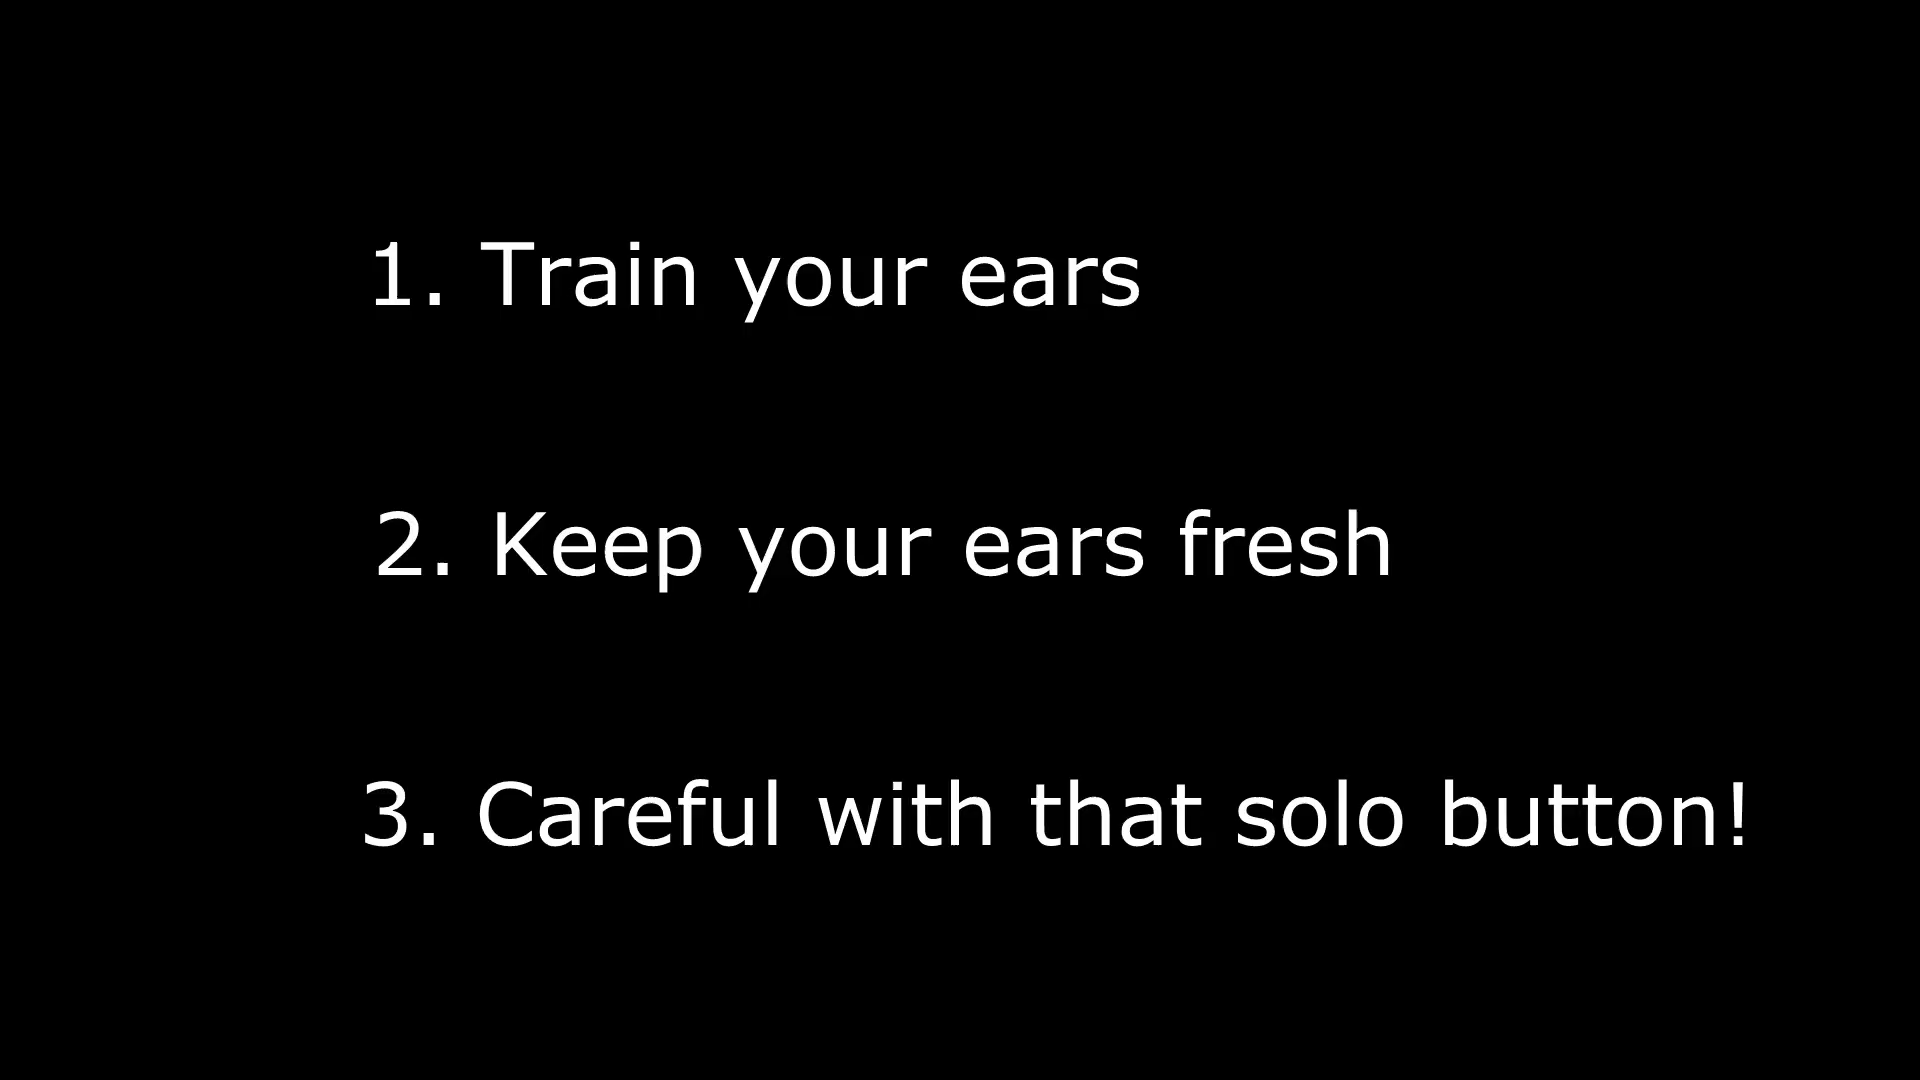 1. Train your ears
2. Keep your ears fresh
3. Careful with that solo button!